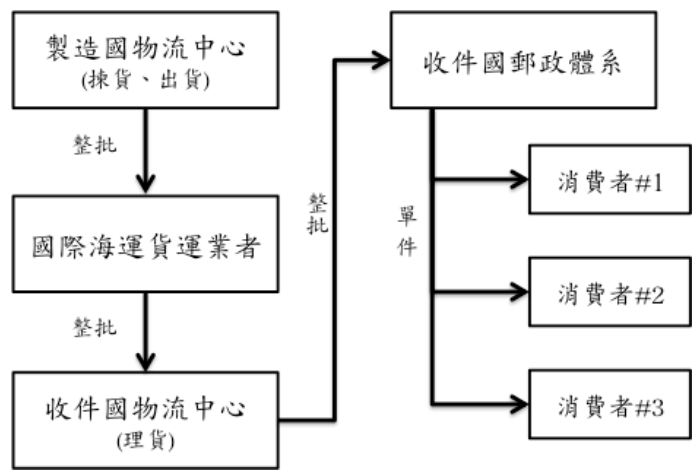 製造國物流中心
(揀貨、出貨)
整批
國際海運貨運業者
整批
收件國物流中心
(理貨)
整批
收件國郵政體系
單件
消費者#1
消費者#2
消費者#3